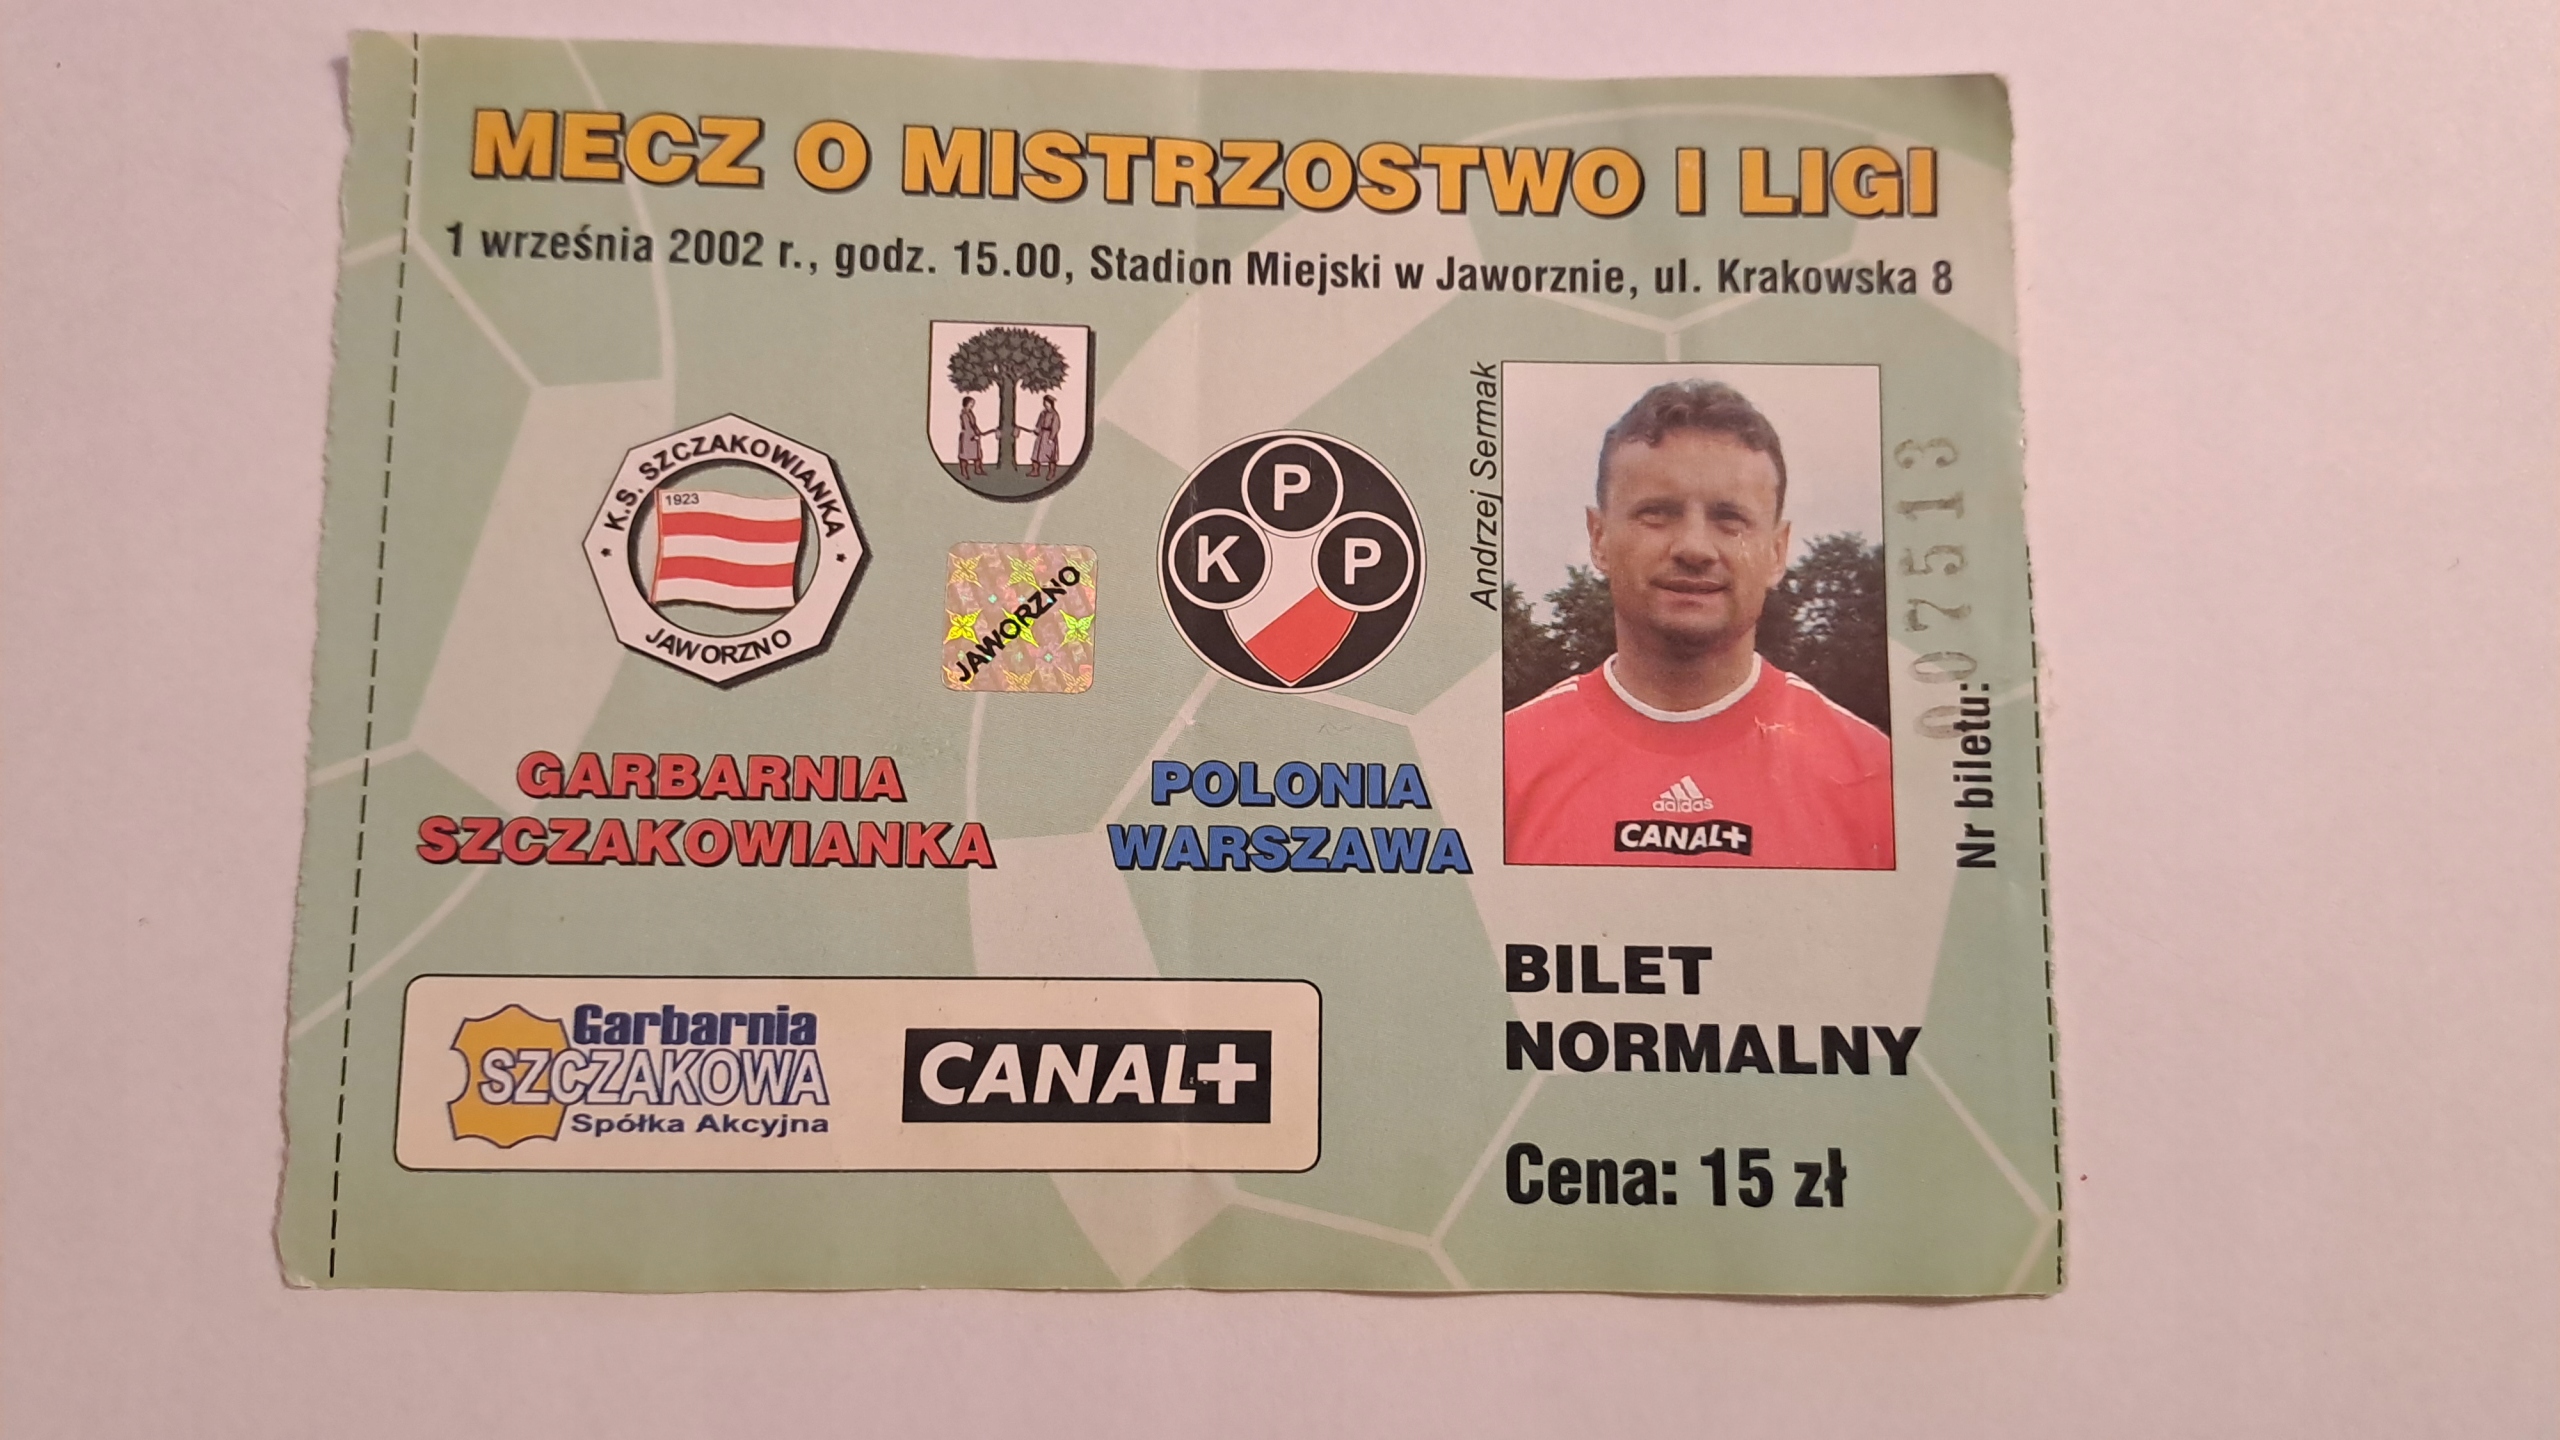 MECZ O MISTRZOSTWO I LIGI
1 września 2002 r., godz. 15.00, Stadion Miejski w Jaworznie, ul. Krakowska 8
* K.S. SZCZAKOWIANKA *
1923
JAWORZNO
JAWORZNO
P
K P
Andrzej Sermak
adidas
CANAL+
Nr biletu: 007513
GARBARNIA
SZCZAKOWIANKA
POLONIA
WARSZAWA
Garbarnia
SZCZAKOWA
Spółka Akcyjna
CANAL+
BILET
NORMALNY
Cena: 15 zł